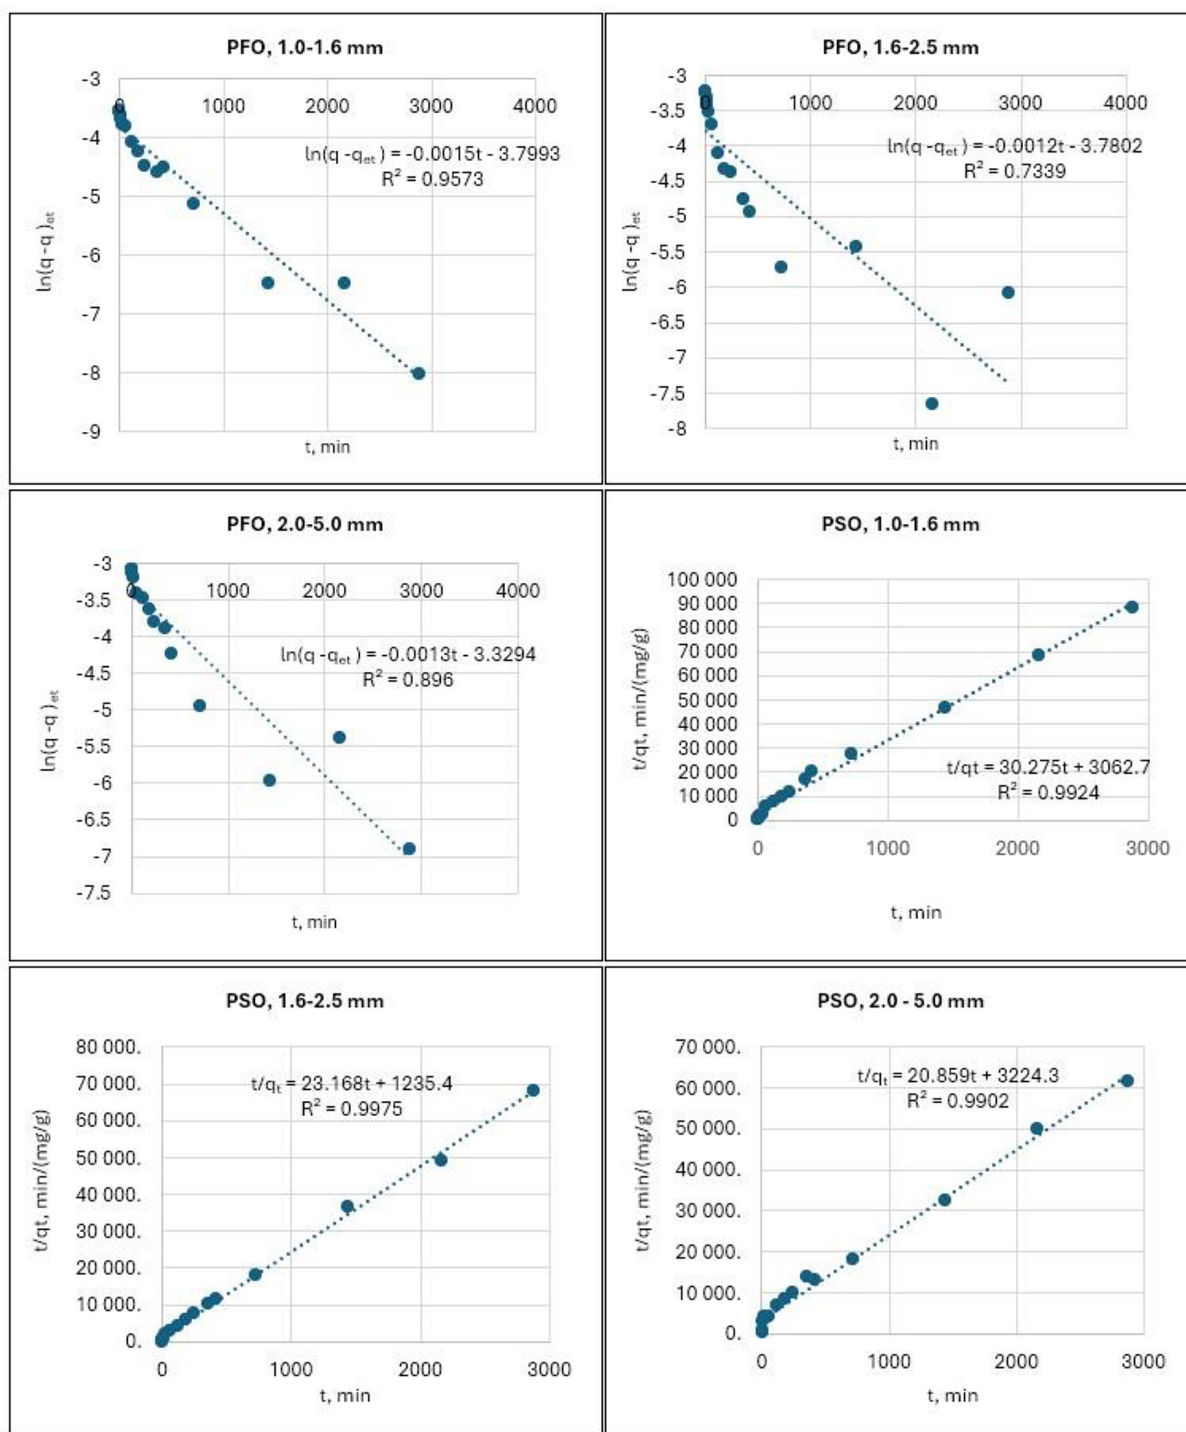 PFO, 1.0-1.6 mm
-3
0 1000 2000 3000 4000
-4
ln(q -qet ) = -0.0015t - 3.7993
R² = 0.9573
-5
-6
-7
-8
-9
ln(q -q )et
t, min
PFO, 1.6-2.5 mm
-3
0 1000 2000 3000 4000
-3.5
-4
ln(q -qet ) = -0.0012t - 3.7802
R² = 0.7339
-4.5
-5
-5.5
-6
-6.5
-7
-7.5
-8
ln(q -q )et
t, min
PFO, 2.0-5.0 mm
-3
0 1000 2000 3000 4000
-3.5
-4
ln(q -qet ) = -0.0013t - 3.3294
R² = 0.896
-4.5
-5
-5.5
-6
-6.5
-7
-7.5
ln(q -q )et
t, min
PSO, 1.0-1.6 mm
100 000
90 000
80 000
70 000
60 000
50 000
40 000
30 000
20 000
10 000
0
t/qt, min/(mg/g)
t/qt = 30.275t + 3062.7
R² = 0.9924
0 1000 2000 3000
t, min
PSO, 1.6-2.5 mm
80 000.
70 000.
60 000.
50 000.
40 000.
30 000.
20 000.
10 000.
0.
t/qt, min/(mg/g)
t/qt = 23.168t + 1235.4
R² = 0.9975
0 1000 2000 3000
t, min
PSO, 2.0 - 5.0 mm
70 000.
60 000.
50 000.
40 000.
30 000.
20 000.
10 000.
0.
t/qt, min/(mg/g)
t/qt = 20.859t + 3224.3
R² = 0.9902
0 1000 2000 3000
t, min